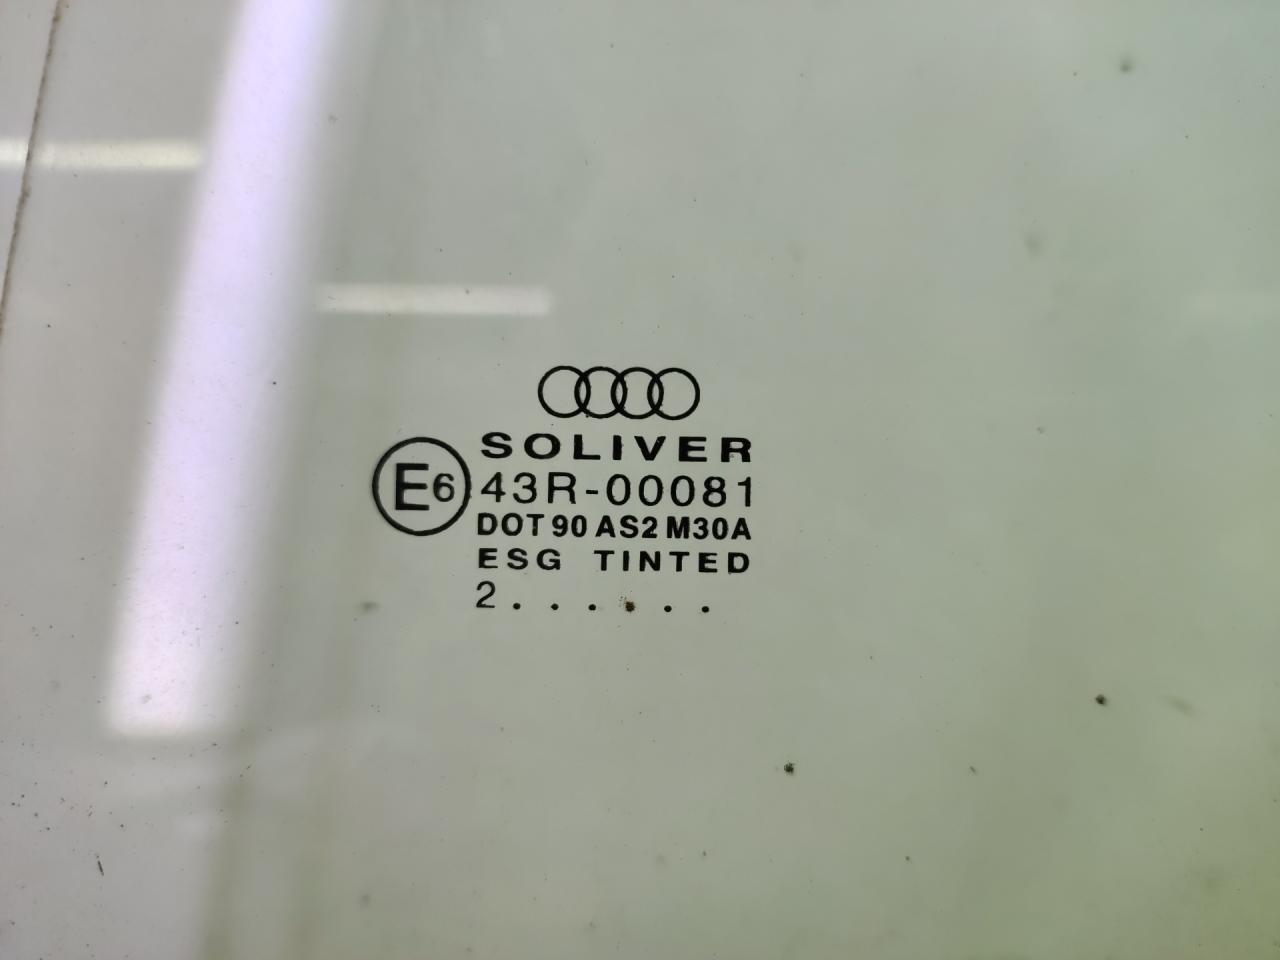 SOLIVER
E6 43R-00081
DOT 90 AS2 M30A
ESG TINTED
2 . . . . . .